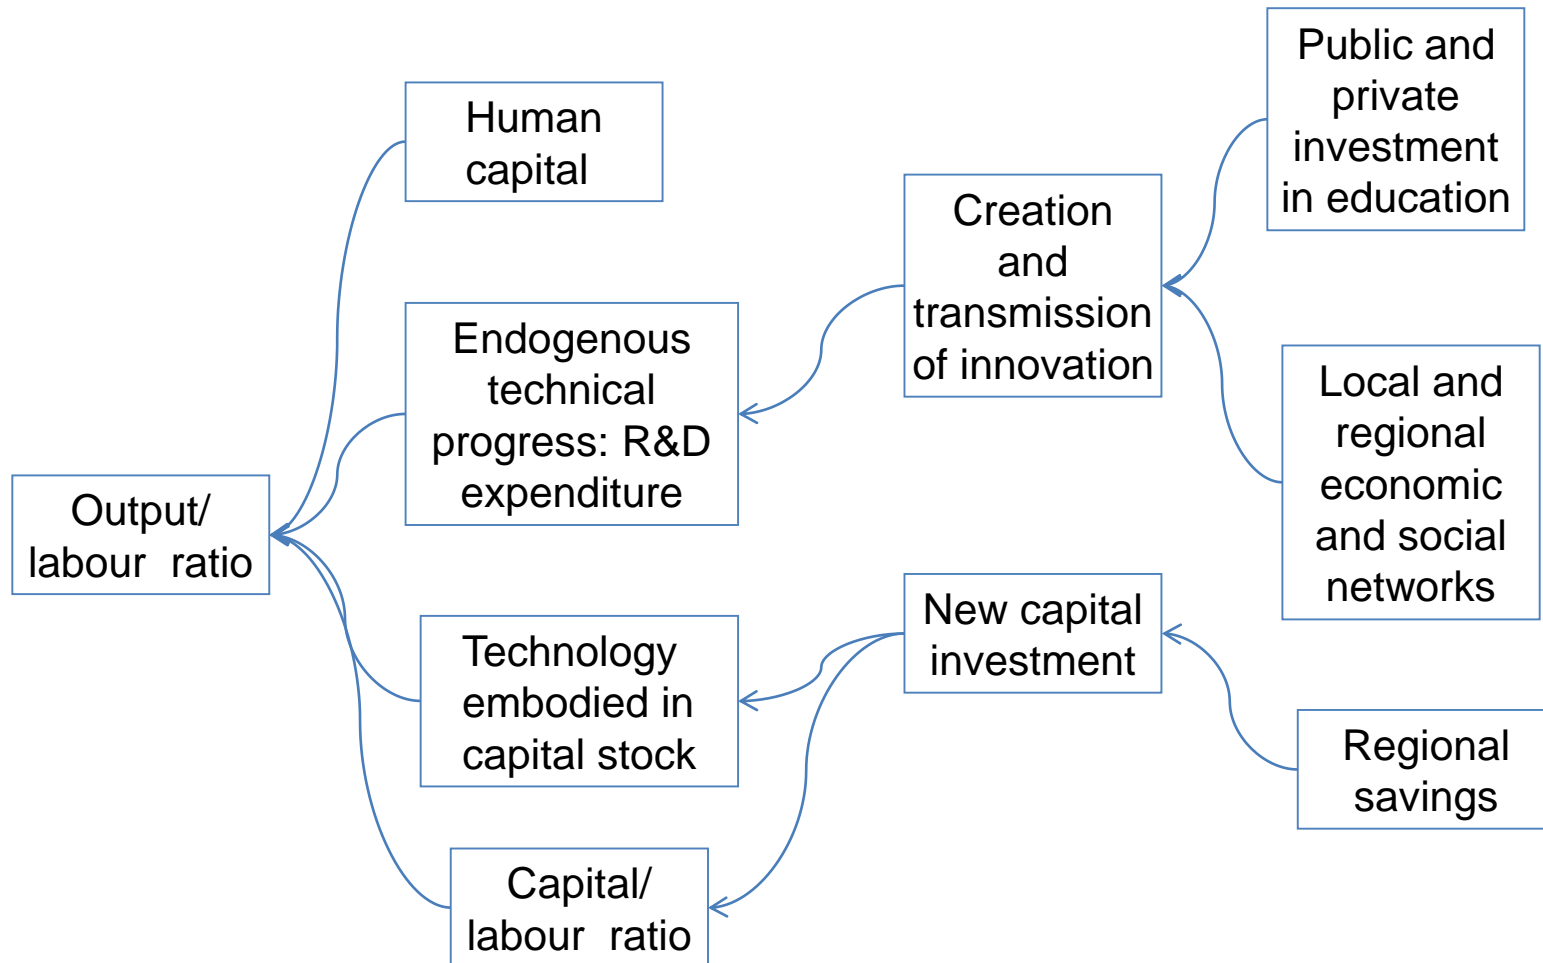 Public and
private
investment
in education
Human
capital
Creation
and
transmission
of innovation
Endogenous
technical
progress: R&D
expenditure
Local and
regional
economic
and social
networks
Output/
labour ratio
New capital
investment
Technology
embodied in
capital stock
Regional
savings
Capital/
labour ratio